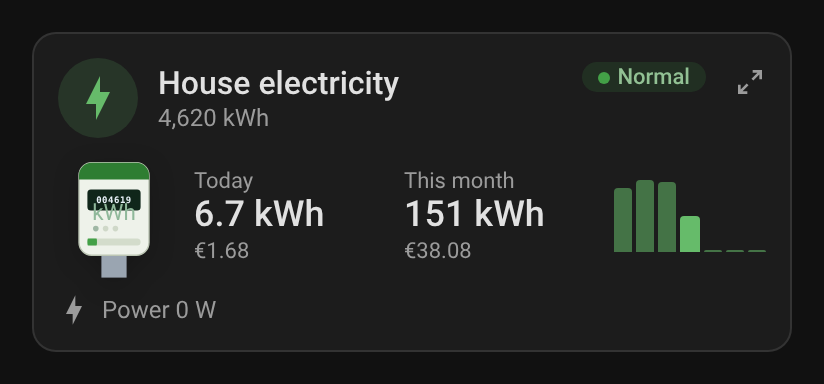 House electricity
Normal
4,620 kWh
004619
kWh
Today
6.7 kWh
€1.68
This month
151 kWh
€38.08
Power 0 W